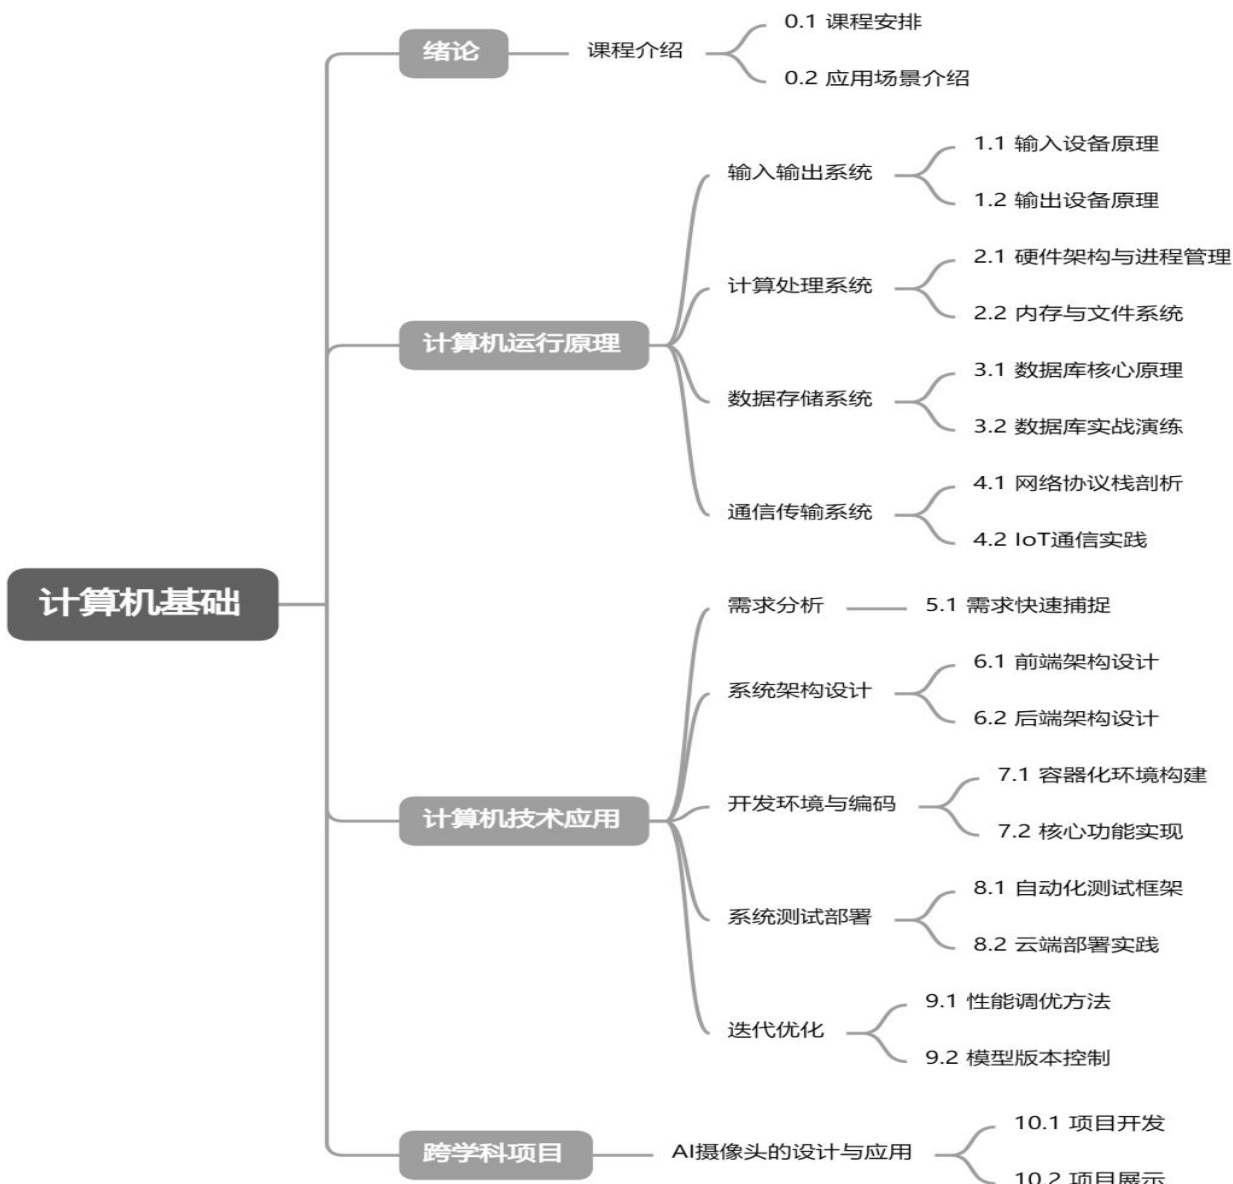 计算机基础
绪论
课程介绍
0.1 课程安排
0.2 应用场景介绍
计算机运行原理
输入输出系统
1.1 输入设备原理
1.2 输出设备原理
计算处理系统
2.1 硬件架构与进程管理
2.2 内存与文件系统
数据存储系统
3.1 数据库核心原理
3.2 数据库实战演练
通信传输系统
4.1 网络协议栈剖析
4.2 IoT通信实践
计算机技术应用
需求分析
5.1 需求快速捕捉
系统架构设计
6.1 前端架构设计
6.2 后端架构设计
开发环境与编码
7.1 容器化环境构建
7.2 核心功能实现
系统测试部署
8.1 自动化测试框架
8.2 云端部署实践
迭代优化
9.1 性能调优方法
9.2 模型版本控制
跨学科项目
AI摄像头的设计与应用
10.1 项目开发
10.2 项目展示